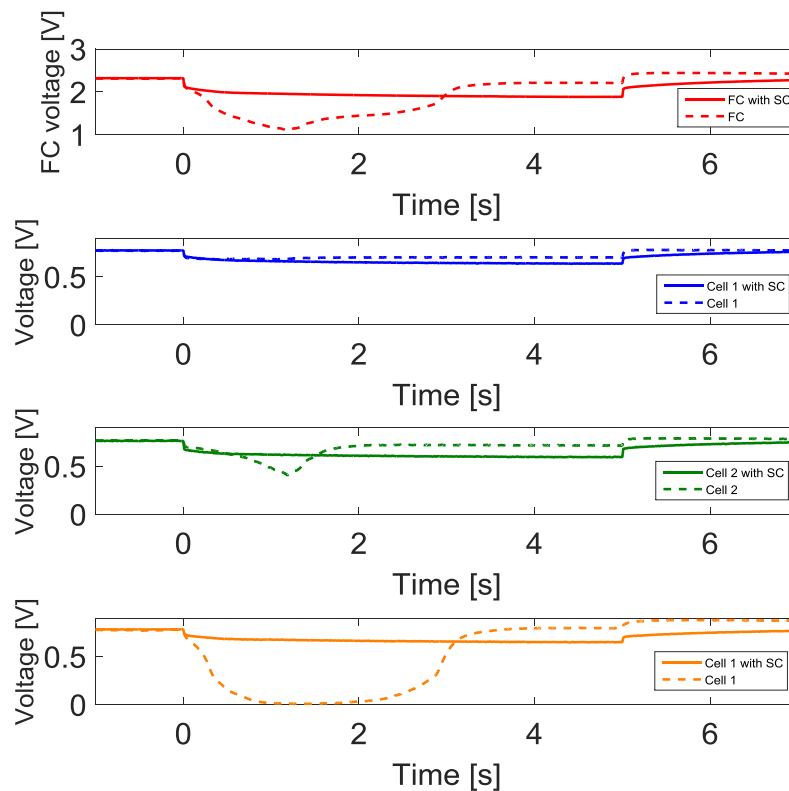 FC voltage [V]
3
2
1
0 2 4 6
Time [s]
FC with SC
FC
Voltage [V]
0.5
0
0 2 4 6
Time [s]
Cell 1 with SC
Cell 1
Voltage [V]
0.5
0
0 2 4 6
Time [s]
Cell 2 with SC
Cell 2
Voltage [V]
0.5
0
0 2 4 6
Time [s]
Cell 1 with SC
Cell 1